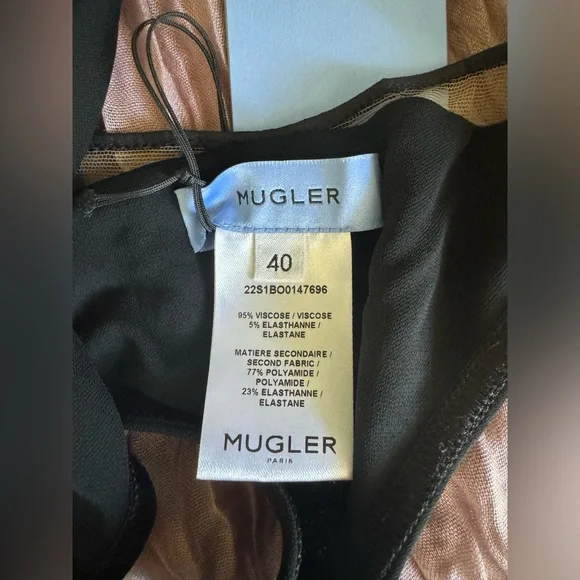 MUGLER
40
22S1BO0147696
95% VISCOSE / VISCOSE
5% ELASTHANNE /
ELASTANE
MATIERE SECONDAIRE /
SECOND FABRIC /
77% POLYAMIDE /
POLYAMIDE
23% ELASTHANNE /
ELASTANE
MUGLER
PARIS